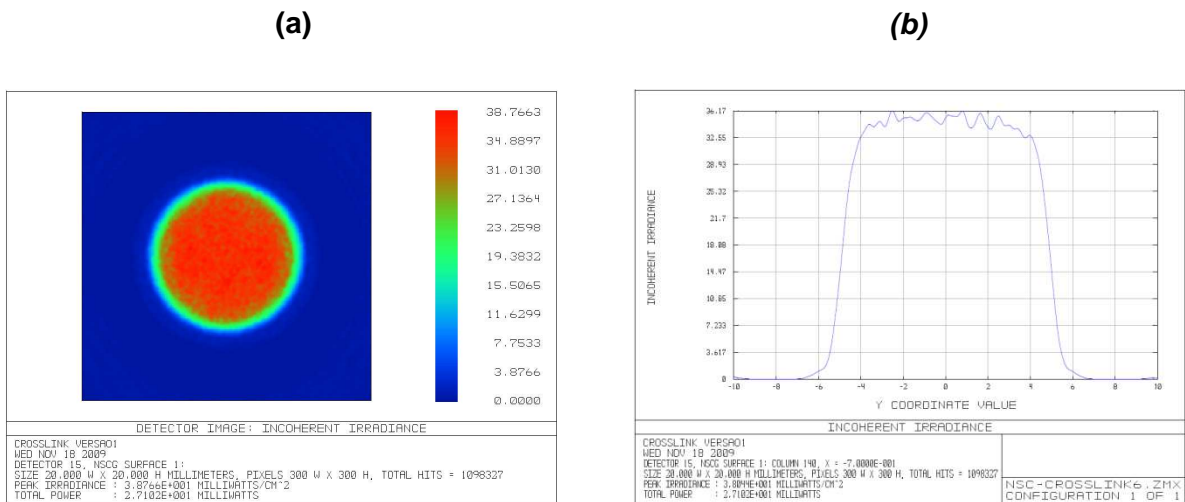 (a)
(b)
38.7663
34.8897
31.0130
27.1364
23.2598
19.3832
15.5065
11.6299
7.7533
3.8766
0.0000
DETECTOR IMAGE: INCOHERENT IRRADIANCE
CROSSLINK VERSAO1
WED NOV 18 2009
DETECTOR 15, NSCG SURFACE 1:
SIZE 20.000 W X 20.000 H MILLIMETERS, PIXELS 300 W X 300 H, TOTAL HITS = 1098327
PEAK IRRADIANCE : 3.8766E+001 MILLIWATTS/CM^2
TOTAL POWER : 2.7102E+001 MILLIWATTS
36.17
32.55
28.93
25.32
21.7
18.08
14.47
10.85
7.233
3.617
0
INCOHERENT IRRADIANCE
-10 -8 -6 -4 -2 0 2 4 6 8 10
Y COORDINATE VALUE
INCOHERENT IRRADIANCE
CROSSLINK VERSAO1
WED NOV 18 2009
DETECTOR 15, NSCG SURFACE 1: COLUMN 140, X = -7.0000E-001
SIZE 20.000 W X 20.000 H MILLIMETERS, PIXELS 300 W X 300 H, TOTAL HITS = 1098327
PEAK IRRADIANCE : 3.8044E+001 MILLIWATTS/CM^2
TOTAL POWER : 2.7102E+001 MILLIWATTS
NSC-CROSSLINK6.ZMX
CONFIGURATION 1 OF 1